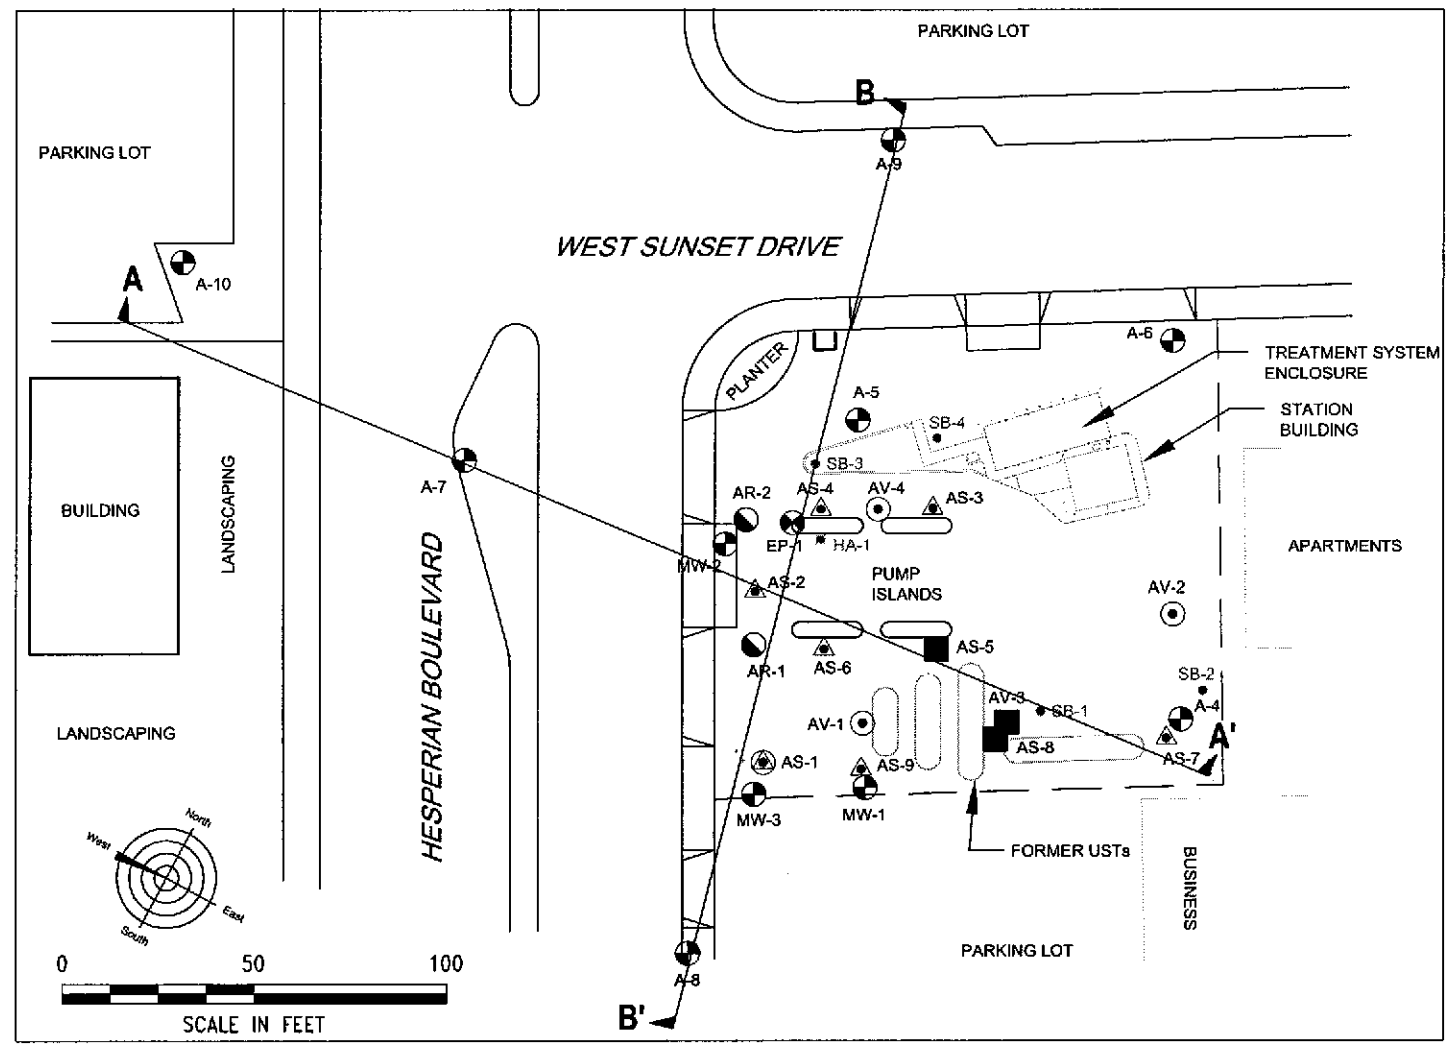 PARKING LOT
B
A-9
PARKING LOT
WEST SUNSET DRIVE
A
A-10
A-6
TREATMENT SYSTEM
ENCLOSURE
PLANTER
A-5
STATION
BUILDING
SB-4
SB-3
A-7
AR-2
AS-4
AV-4
AS-3
BUILDING
LANDSCAPING
EP-1
HA-1
APARTMENTS
MW-2
AS-2
PUMP
ISLANDS
AV-2
HESPERIAN BOULEVARD
AS-5
AR-1
AS-6
SB-2
AV-3
SB-1
A-4
AV-1
LANDSCAPING
A'
AS-8
AS-7
AS-1
AS-9
MW-3
MW-1
North
West
East
South
FORMER USTs
BUSINESS
PARKING LOT
0 50 100
A-8
SCALE IN FEET
B'